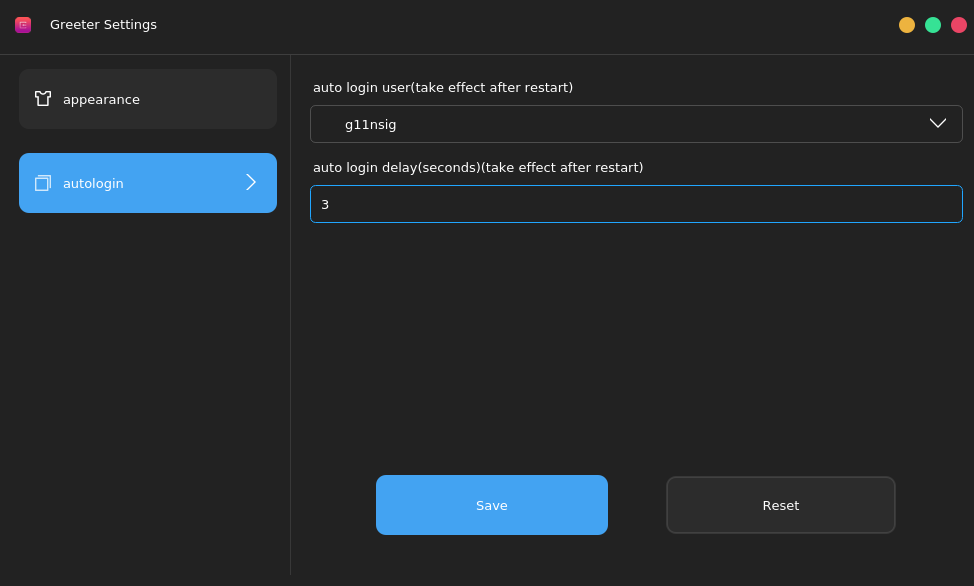 Greeter Settings
appearance
autologin
auto login user(take effect after restart)
g11nsig
auto login delay(seconds)(take effect after restart)
3
Save
Reset